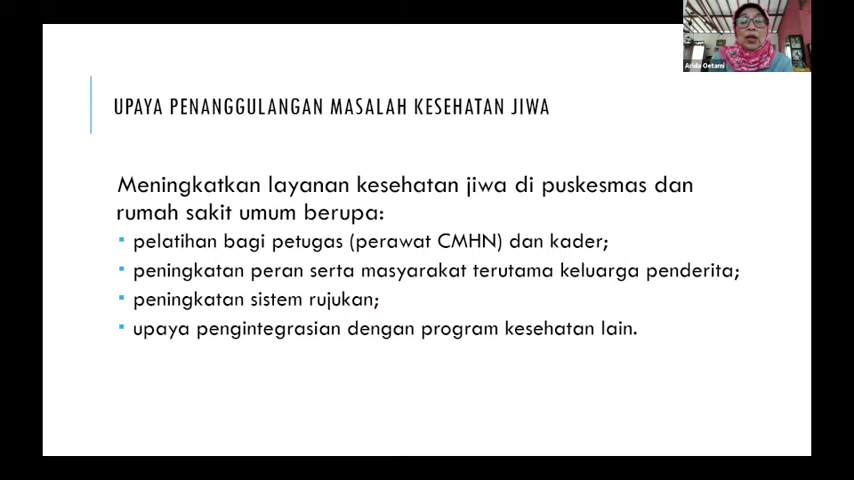 Arida Oetami
UPAYA PENANGGULANGAN MASALAH KESEHATAN JIWA
Meningkatkan layanan kesehatan jiwa di puskesmas dan
rumah sakit umum berupa:
▪ pelatihan bagi petugas (perawat CMHN) dan kader;
▪ peningkatan peran serta masyarakat terutama keluarga penderita;
▪ peningkatan sistem rujukan;
▪ upaya pengintegrasian dengan program kesehatan lain.